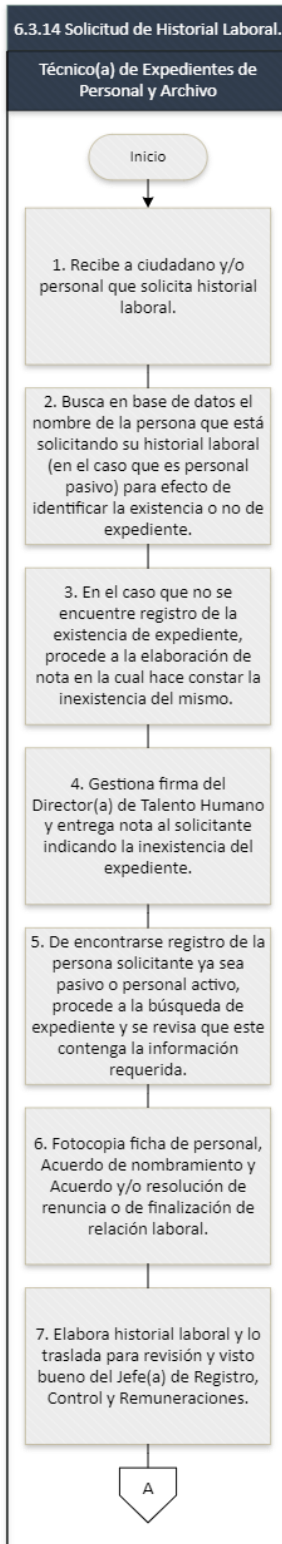 6.3.14 Solicitud de Historial Laboral.
Técnico(a) de Expedientes de
Personal y Archivo
Inicio
1. Recibe a ciudadano y/o
personal que solicita historial
laboral.
2. Busca en base de datos el
nombre de la persona que está
solicitando su historial laboral
(en el caso que es personal
pasivo) para efecto de
identificar la existencia o no de
expediente.
3. En el caso que no se
encuentre registro de la
existencia de expediente,
procede a la elaboración de
nota en la cual hace constar la
inexistencia del mismo.
4. Gestiona firma del
Director(a) de Talento Humano
y entrega nota al solicitante
indicando la inexistencia del
expediente.
5. De encontrarse registro de la
persona solicitante ya sea
pasivo o personal activo,
procede a la búsqueda de
expediente y se revisa que este
contenga la información
requerida.
6. Fotocopia ficha de personal,
Acuerdo de nombramiento y
Acuerdo y/o resolución de
renuncia o de finalización de
relación laboral.
7. Elabora historial laboral y lo
traslada para revisión y visto
bueno del Jefe(a) de Registro,
Control y Remuneraciones.
A